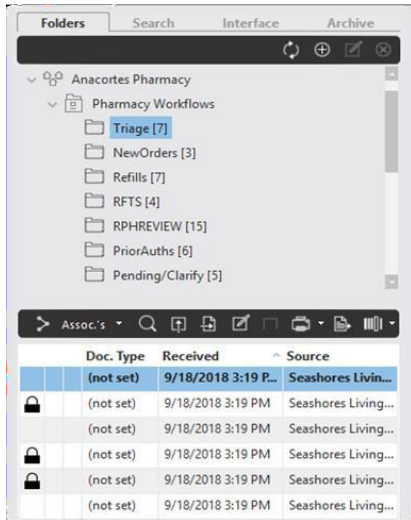 Folders Search Interface Archive
Anacortes Pharmacy
Pharmacy Workflows
Triage [7]
NewOrders [3]
Refills [7]
RFTS [4]
RPHREVIEW [15]
PriorAuths [6]
Pending/Clarify [5]
Assoc.'s
Doc. Type Received Source
(not set) 9/18/2018 3:19 P... Seashores Livin...
(not set) 9/18/2018 3:19 PM Seashores Living...
(not set) 9/18/2018 3:19 PM Seashores Living...
(not set) 9/18/2018 3:19 PM Seashores Living...
(not set) 9/18/2018 3:19 PM Seashores Living...
(not set) 9/18/2018 3:19 PM Seashores Living...